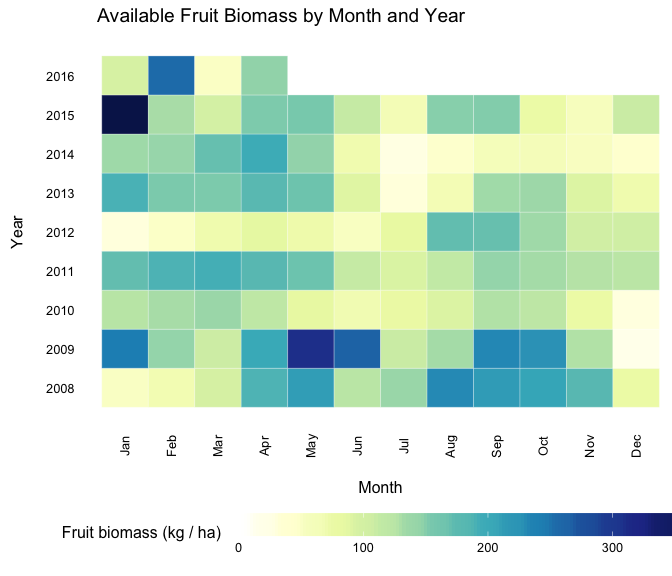 Available Fruit Biomass by Month and Year
2016
2015
2014
2013
2012
2011
2010
2009
2008
Year
Jan Feb Mar Apr May Jun Jul Aug Sep Oct Nov Dec
Month
Fruit biomass (kg / ha)
0 100 200 300